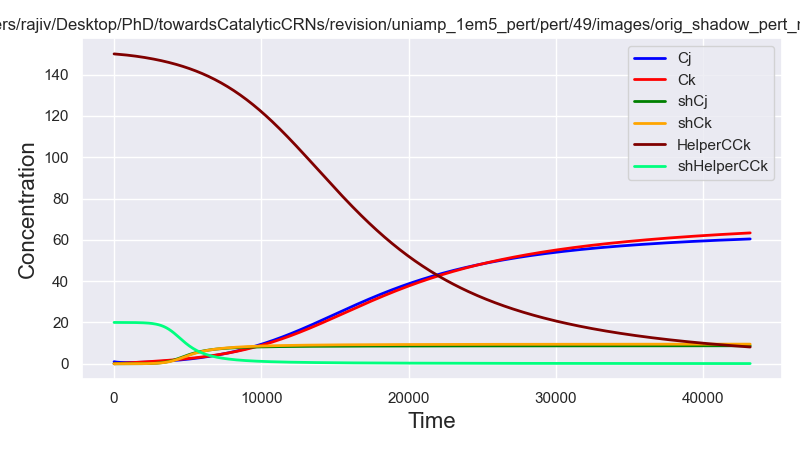 ers/rajiv/Desktop/PhD/towardsCatalyticCRNs/revision/uniamp_1em5_pert/pert/49/images/orig_shadow_pert_r
Cj
Ck
shCj
shCk
HelperCCk
shHelperCCk
Concentration
140
120
100
80
60
40
20
0
0 10000 20000 30000 40000
Time